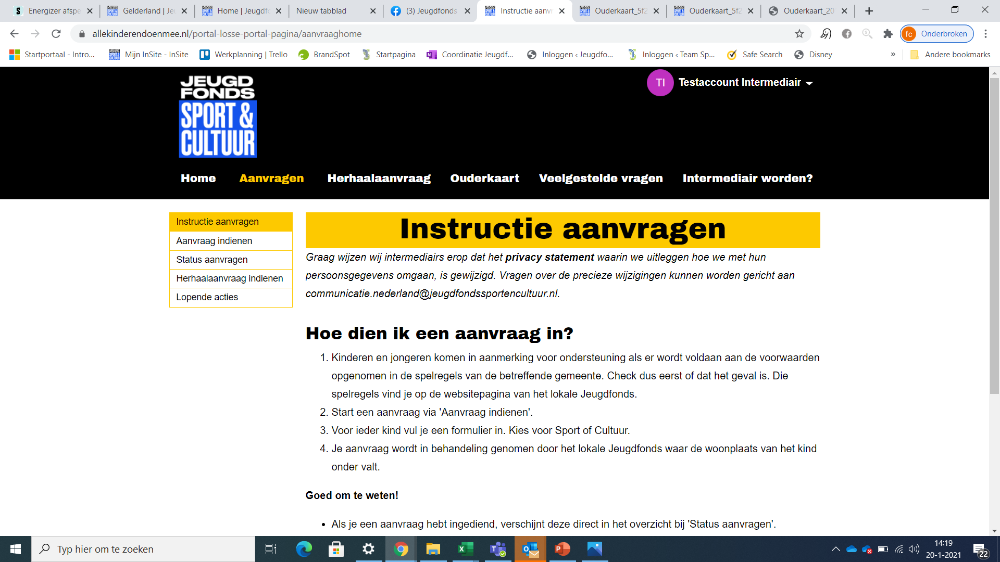 Energizer afspe
Gelderland | Je
Home | Jeugdfo
Nieuw tabblad
(3) Jeugdfonds
Instructie aanvr
Ouderkaart_5f2
Ouderkaart_5f2
Ouderkaart_20
allekinderendoenmee.nl/portal-losse-portal-pagina/aanvraaghome
fc Onderbroken
Startportaal - Intro...
Mijn InSite - InSite
Werkplanning | Trello
BrandSpot
Startpagina
Coordinatie Jeugdf...
Inloggen ‹ Jeugdfo...
Inloggen ‹ Team Sp...
Safe Search
Disney
»
Andere bookmarks
JEUGD
FONDS
SPORT &
CULTUUR
TI Testaccount Intermediair
Home
Aanvragen
Herhaalaanvraag
Ouderkaart
Veelgestelde vragen
Intermediair worden?
Instructie aanvragen
Aanvraag indienen
Status aanvragen
Herhaalaanvraag indienen
Lopende acties
Instructie aanvragen
Graag wijzen wij intermediairs erop dat het privacy statement waarin we uitleggen hoe we met hun
persoonsgegevens omgaan, is gewijzigd. Vragen over de precieze wijzigingen kunnen worden gericht aan
communicatie.nederland@jeugdfondssportencultuur.nl.
Hoe dien ik een aanvraag in?
1. Kinderen en jongeren komen in aanmerking voor ondersteuning als er wordt voldaan aan de voorwaarden
opgenomen in de spelregels van de betreffende gemeente. Check dus eerst of dat het geval is. Die
spelregels vind je op de websitepagina van het lokale Jeugdfonds.
2. Start een aanvraag via 'Aanvraag indienen'.
3. Voor ieder kind vul je een formulier in. Kies voor Sport of Cultuur.
4. Je aanvraag wordt in behandeling genomen door het lokale Jeugdfonds waar de woonplaats van het kind
onder valt.
Goed om te weten!
• Als je een aanvraag hebt ingediend, verschijnt deze direct in het overzicht bij 'Status aanvragen'.
Typ hier om te zoeken
14:19
20-1-2021
22